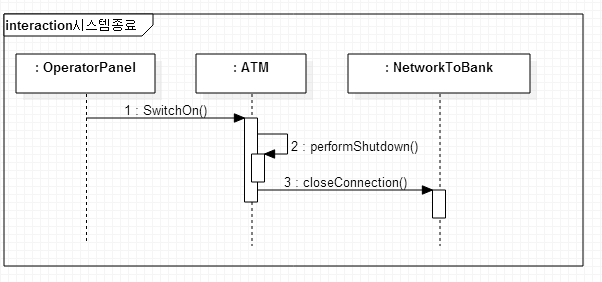 interaction시스템종료
: OperatorPanel
: ATM
: NetworkToBank
1 : SwitchOn()
2 : performShutdown()
3 : closeConnection()